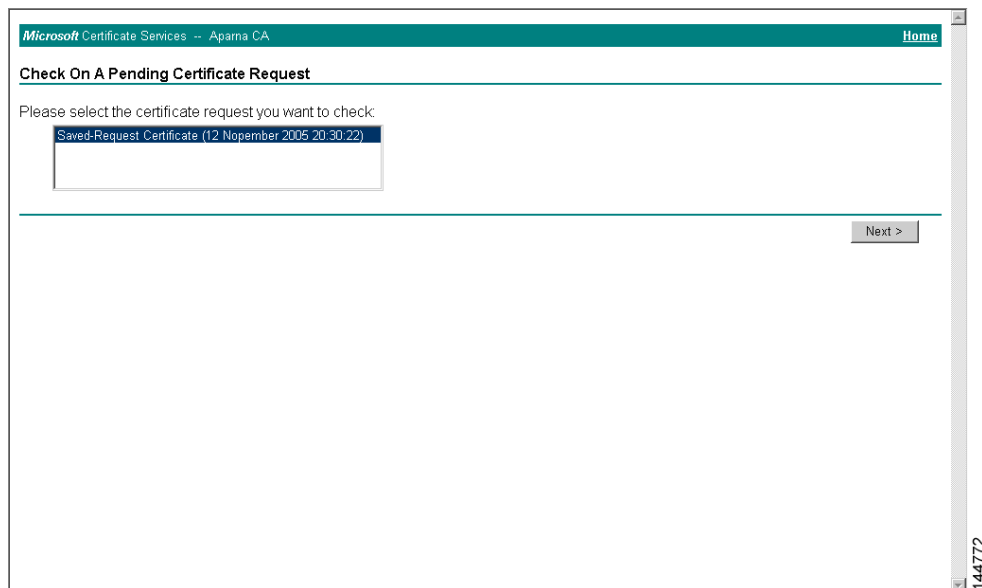 Microsoft Certificate Services -- Aparna CA Home
Check On A Pending Certificate Request
Please select the certificate request you want to check:
Saved-Request Certificate (12 Nopember 2005 20:30:22)
Next >
144772